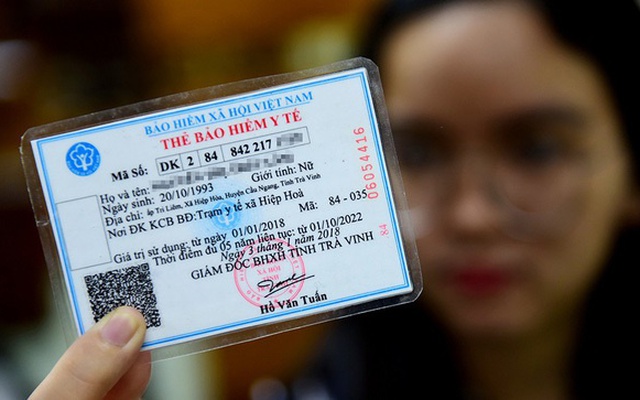 BẢO HIỂM XÃ HỘI VIỆT NAM
THẺ BẢO HIỂM Y TẾ
Mã Số: DK 2 84 842 217
Họ và tên:
Ngày sinh: 20/10/1993 Giới tính: Nữ
Địa chỉ: ấp Trì Liêm, Xã Hiệp Hòa, Huyện Cầu Ngang, Tỉnh Trà Vinh
Nơi ĐK KCB BĐ: Trạm y tế xã Hiệp Hoà Mã: 84 - 035
Giá trị sử dụng: từ ngày 01/01/2018
Thời điểm đủ 05 năm liên tục: từ 01/10/2022
Ngày 3 tháng 1 năm 2018
GIÁM ĐỐC BHXH TỈNH TRÀ VINH
XÃ HỘI
TỈNH
Hồ Văn Tuấn
84 06054416